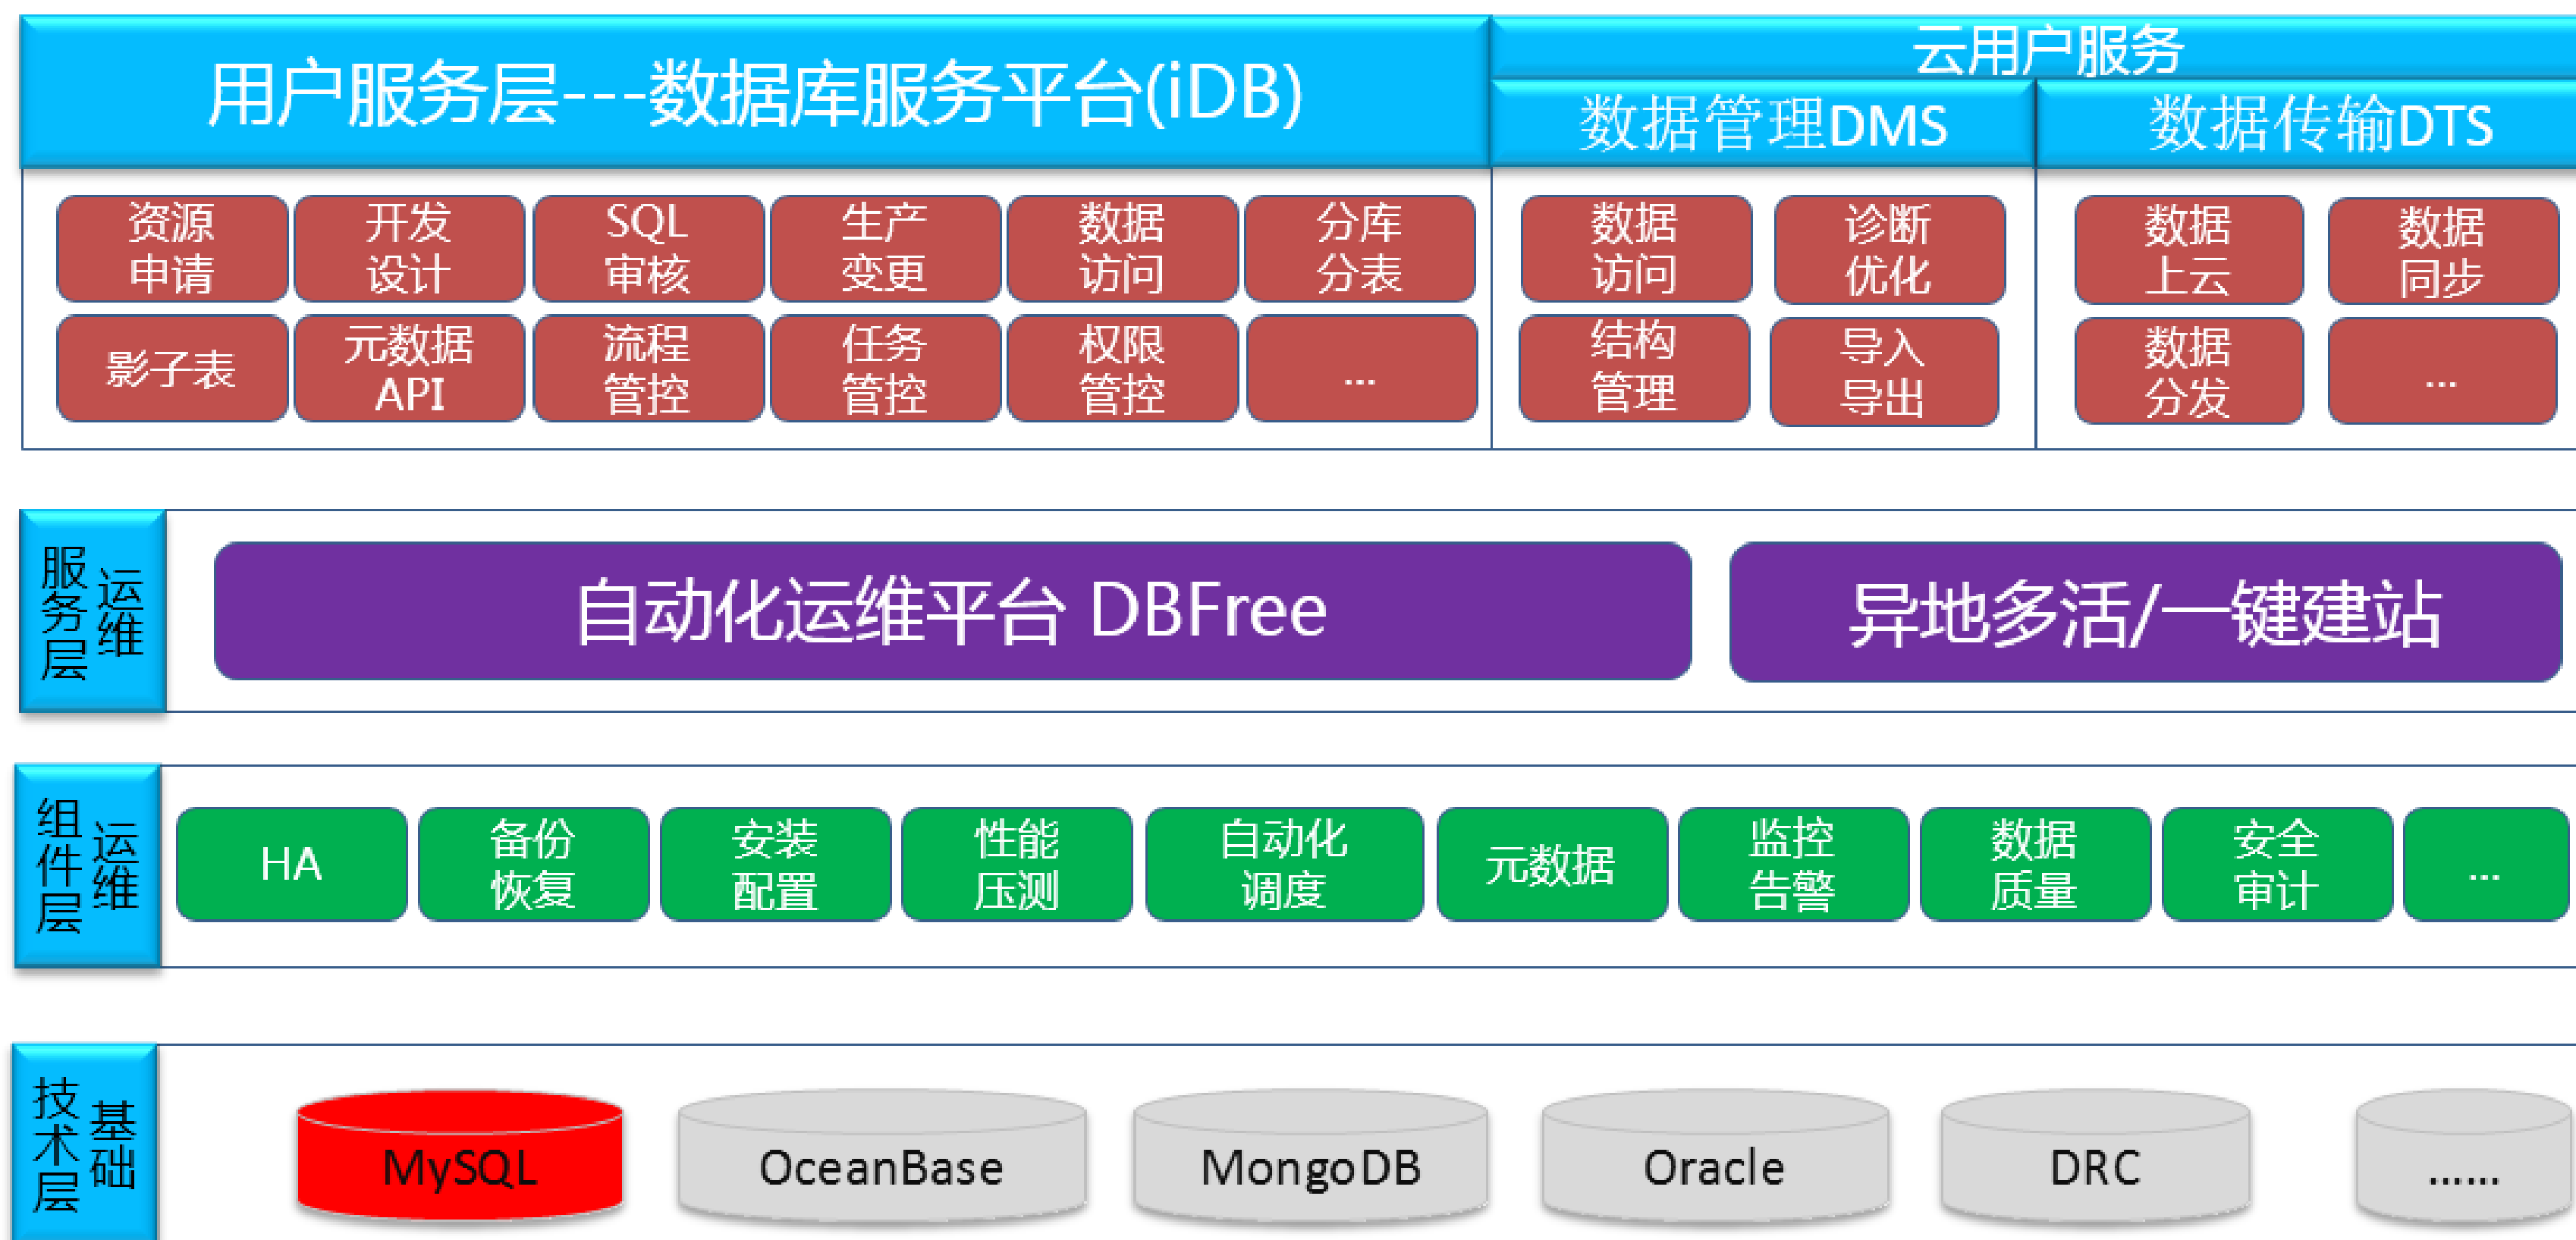 用户服务层---数据库服务平台(iDB)
云用户服务
数据管理DMS
数据传输DTS
资源
申请
开发
设计
SQL
审核
生产
变更
数据
访问
分库
分表
数据
访问
诊断
优化
数据
上云
数据
同步
影子表
元数据
API
流程
管控
任务
管控
权限
管控
...
结构
管理
导入
导出
数据
分发
...
运维
服务层
自动化运维平台 DBFree
异地多活/一键建站
运维
组件层
HA
备份
恢复
安装
配置
性能
压测
自动化
调度
元数据
监控
告警
数据
质量
安全
审计
...
基础
技术层
MySQL
OceanBase
MongoDB
Oracle
DRC
......